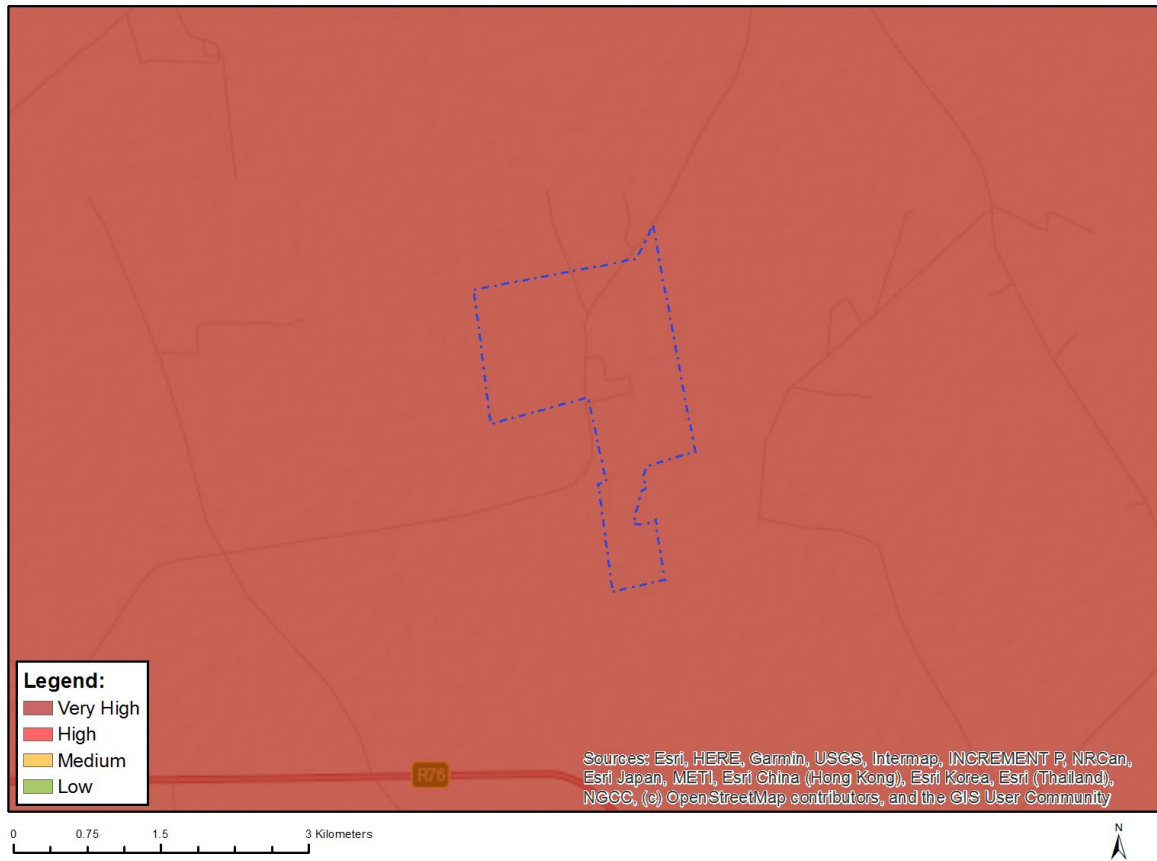 Legend:
Very High
High
Medium
Low
R76
Sources: Esri, HERE, Garmin, USGS, Intermap, INCREMENT P, NRCan,
Esri Japan, METI, Esri China (Hong Kong), Esri Korea, Esri (Thailand),
NGCC, (c) OpenStreetMap contributors, and the GIS User Community
0 0.75 1.5 3 Kilometers
N